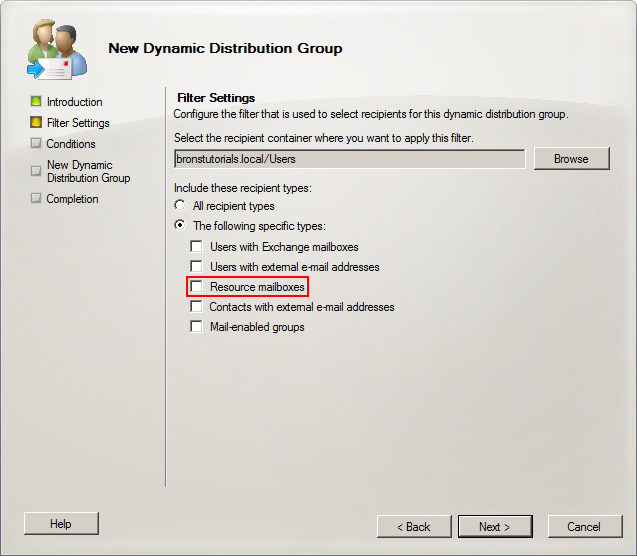 New Dynamic Distribution Group
Introduction
Filter Settings
Conditions
New Dynamic
Distribution Group
Completion
Filter Settings
Configure the filter that is used to select recipients for this dynamic distribution group.
Select the recipient container where you want to apply this filter.
bronstutorials.local/Users
Browse
Include these recipient types:
All recipient types
The following specific types:
Users with Exchange mailboxes
Users with external e-mail addresses
Resource mailboxes
Contacts with external e-mail addresses
Mail-enabled groups
Help
< Back
Next >
Cancel